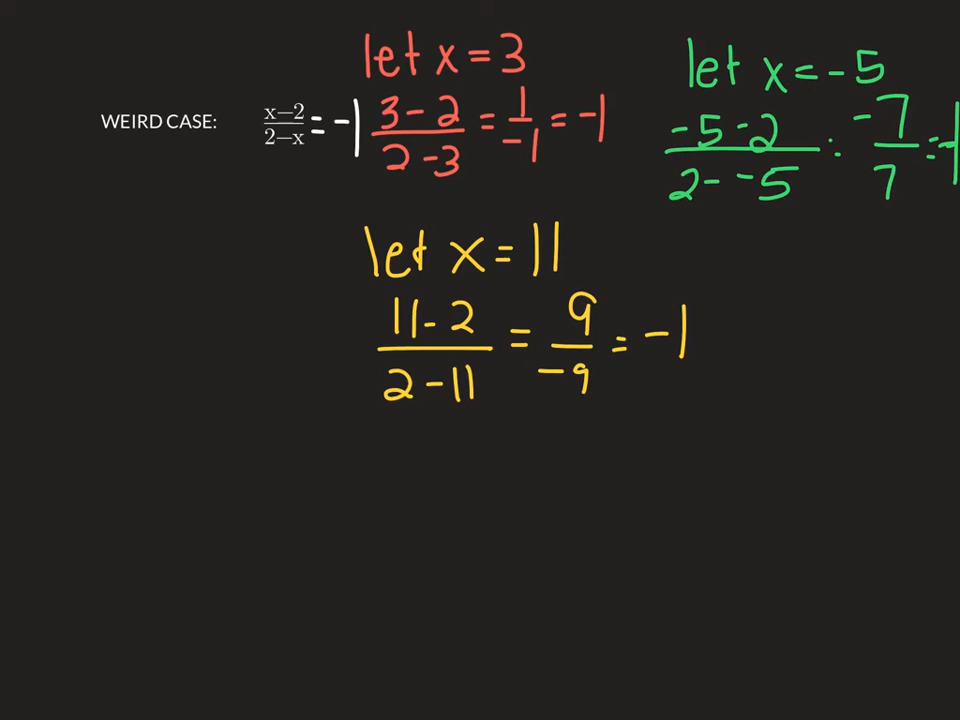 WEIRD CASE: x−2/2−x = −1
let x = 3
3 − 2/2 − 3 = 1/−1 = −1
let x = −5
−5 − 2/2 − −5 = −7/7 = −1
let x = 11
11 − 2/2 − 11 = 9/−9 = −1